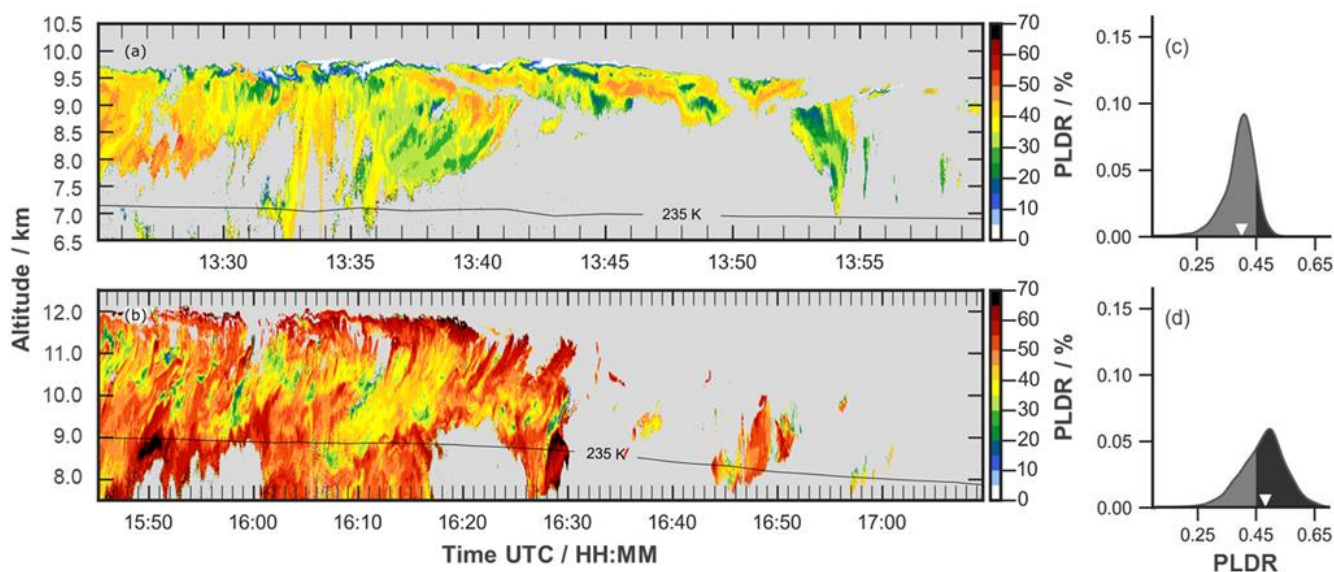 (a)
10.5
10.0
9.5
9.0
8.5
8.0
7.5
7.0
6.5
235 K
13:30 13:35 13:40 13:45 13:50 13:55
70
60
50
40
30
20
10
0
PLDR / %
(c)
0.15
0.10
0.05
0.00
0.25 0.45 0.65
Altitude / km
(b)
12.0
11.0
10.0
9.0
8.0
235 K
15:50 16:00 16:10 16:20 16:30 16:40 16:50 17:00
Time UTC / HH:MM
70
60
50
40
30
20
10
0
PLDR / %
(d)
0.15
0.10
0.05
0.00
0.25 0.45 0.65
PLDR